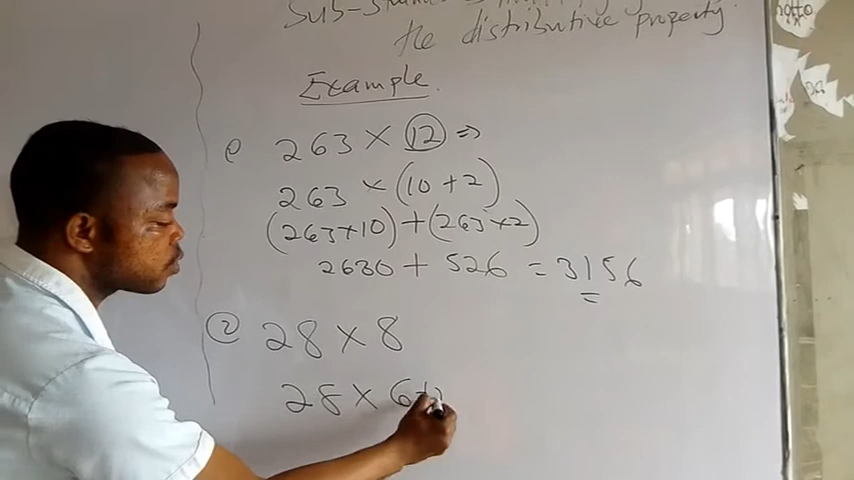 the distributive property.
Example.
263 × 12 =>
263 × (10 + 2)
(263×10) + (263×2)
2630 + 526 = 3156
② 28 × 8
28 × 6+